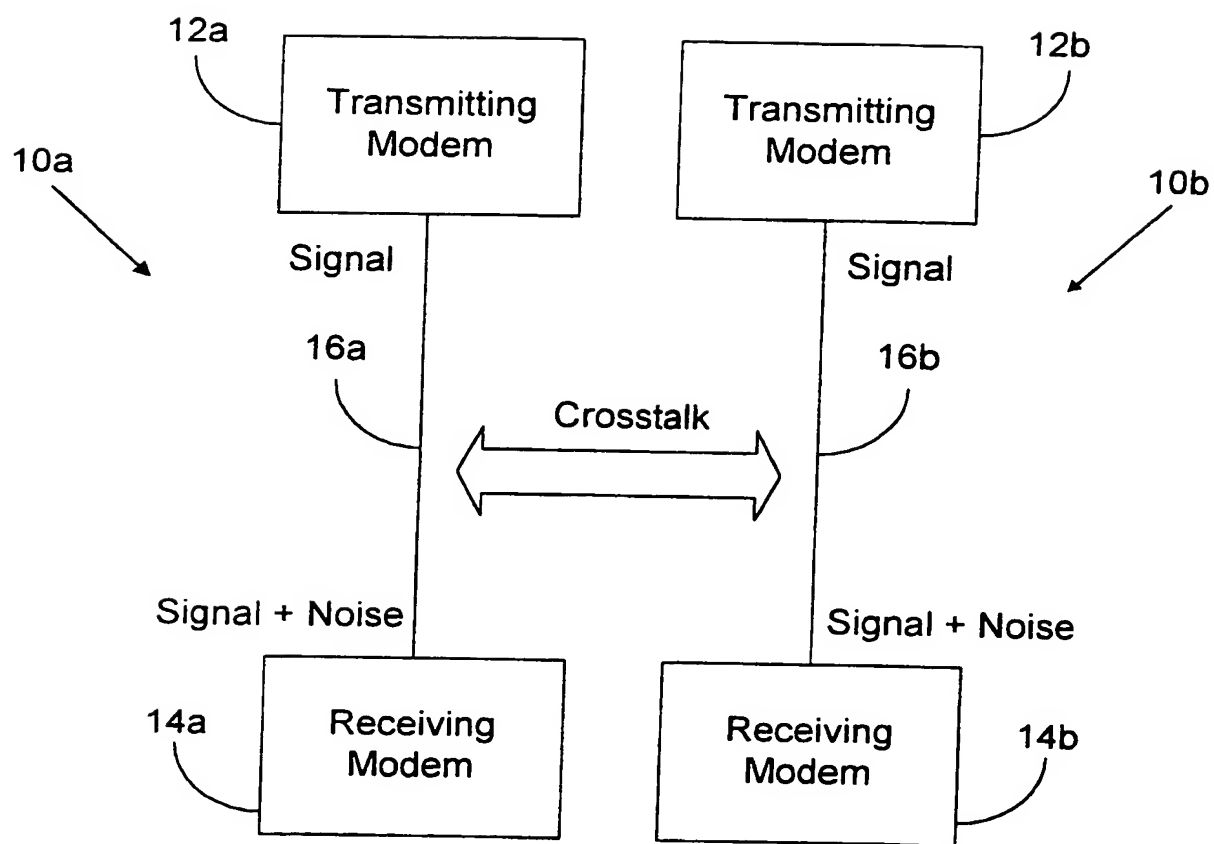 12a
12b
Transmitting
Modem
Transmitting
Modem
10a
10b
Signal
Signal
16a
16b
Crosstalk
Signal + Noise
Signal + Noise
14a
Receiving
Modem
Receiving
Modem
14b